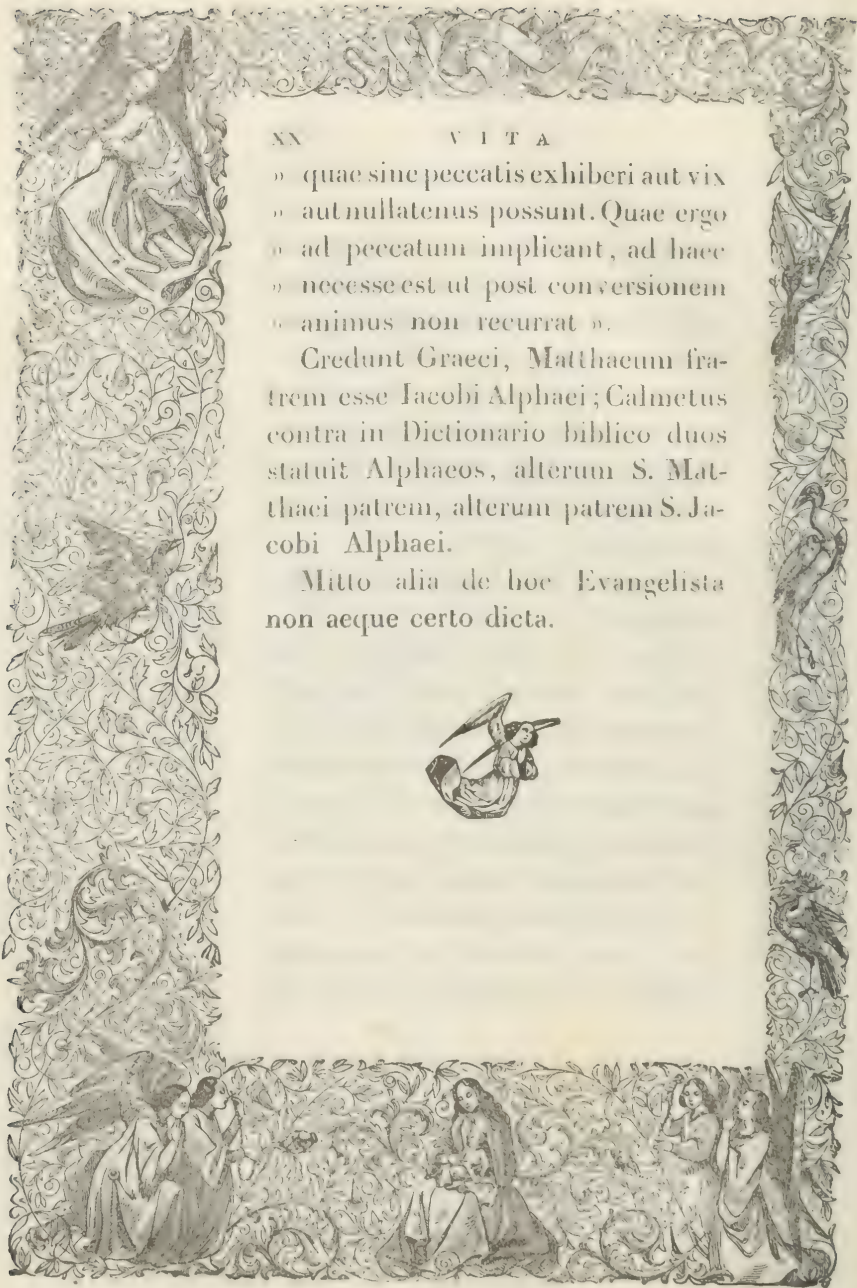 XX VITA
» quae sine peccatis exhiberi aut vix
» aut nullatenus possunt. Quae ergo
» ad peccatum implicant, ad haec
» necesse est ut post conversionem
» animus non recurrat ».
Credunt Graeci, Matthaeum fra-
trem esse Iacobi Alphaei; Calmetus
contra in Dictionario biblico duos
statuit Alphaeos, alterum S. Mat-
thaei patrem, alterum patrem S. Ja-
cobi Alphaei.
Mitto alia de hoc Evangelista
non aeque certo dicta.